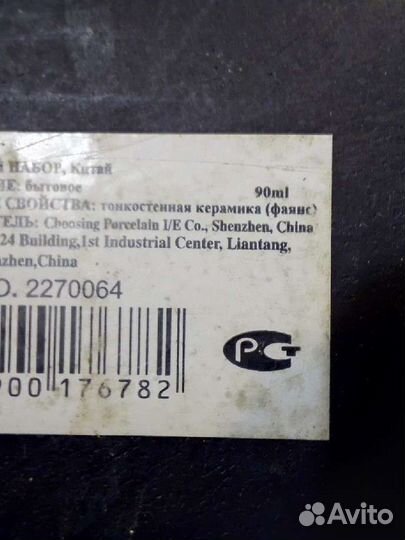 НАБОР, Китай
бытовое 90ml
СВОЙСТВА: тонкостенная керамика (фаянс)
ТЕЛЬ: Choosing Porcelain I/E Co., Shenzhen, China
24 Building,1st Industrial Center, Liantang,
zhen,China
O. 2270064
РСТ
00 176782
Avito